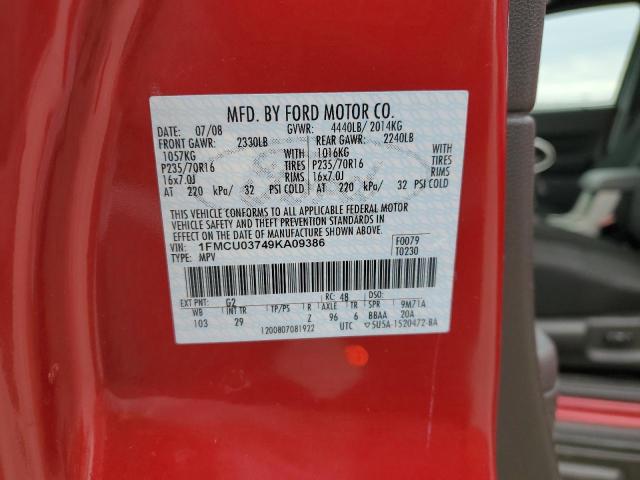 MFD. BY FORD MOTOR CO.
DATE: 07/08 GVWR: 4440LB/ 2014KG
FRONT GAWR: 2330LB REAR GAWR: 2240LB
1057KG WITH 1016KG WITH
P235/70R16 TIRES P235/70R16 TIRES
16x7.0J RIMS 16x7.0J RIMS
AT 220 kPa/ 32 PSI COLD AT 220 kPa/ 32 PSI COLD
THIS VEHICLE CONFORMS TO ALL APPLICABLE FEDERAL MOTOR
VEHICLE SAFETY AND THEFT PREVENTION STANDARDS IN
EFFECT ON THE DATE OF MANUFACTURE SHOWN ABOVE.
VIN: 1FMCU03749KA09386 F0079
TYPE: MPV T0230
EXT PNT: G2 RC: 48 DSO:
WB INT TR TP/PS R AXLE TR SPR 9M71A
103 29 Z 96 6 BBAA 20A
1200807081922 UTC ▽5U5A-1520472-BA